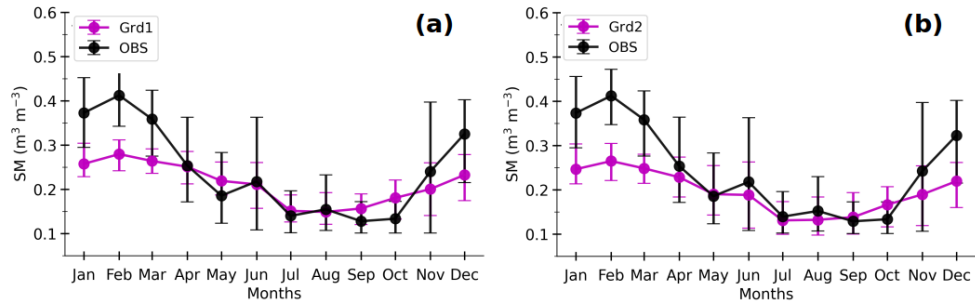 (a)
Grd1
OBS
SM (m³ m⁻³)
0.6
0.5
0.4
0.3
0.2
0.1
Jan Feb Mar Apr May Jun Jul Aug Sep Oct Nov Dec
Months
(b)
Grd2
OBS
SM (m³ m⁻³)
0.6
0.5
0.4
0.3
0.2
0.1
Jan Feb Mar Apr May Jun Jul Aug Sep Oct Nov Dec
Months